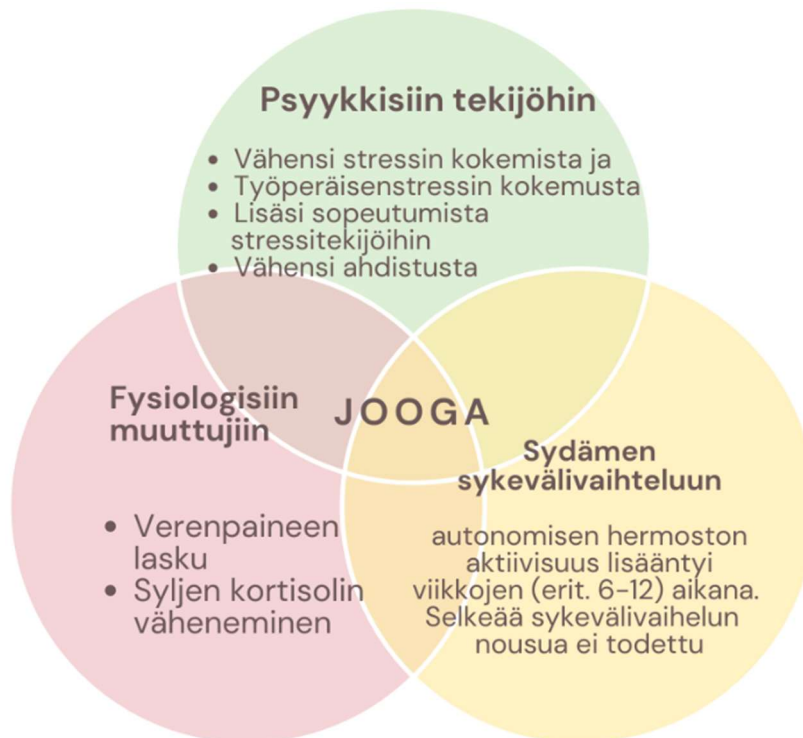 Psyykkisiin tekijöhin
• Vähensi stressin kokemista ja
• Työperäisenstressin kokemusta
• Lisäsi sopeutumista
stressitekijöihin
• Vähensi ahdistusta
Fysiologisiin
muuttujiin
• Verenpaineen
lasku
• Syljen kortisolin
väheneminen
JOOGA
Sydämen
sykevälivaihteluun
autonomisen hermoston
aktiivisuus lisääntyi
viikkojen (erit. 6-12) aikana.
Selkeää sykevälivaihelun
nousua ei todettu